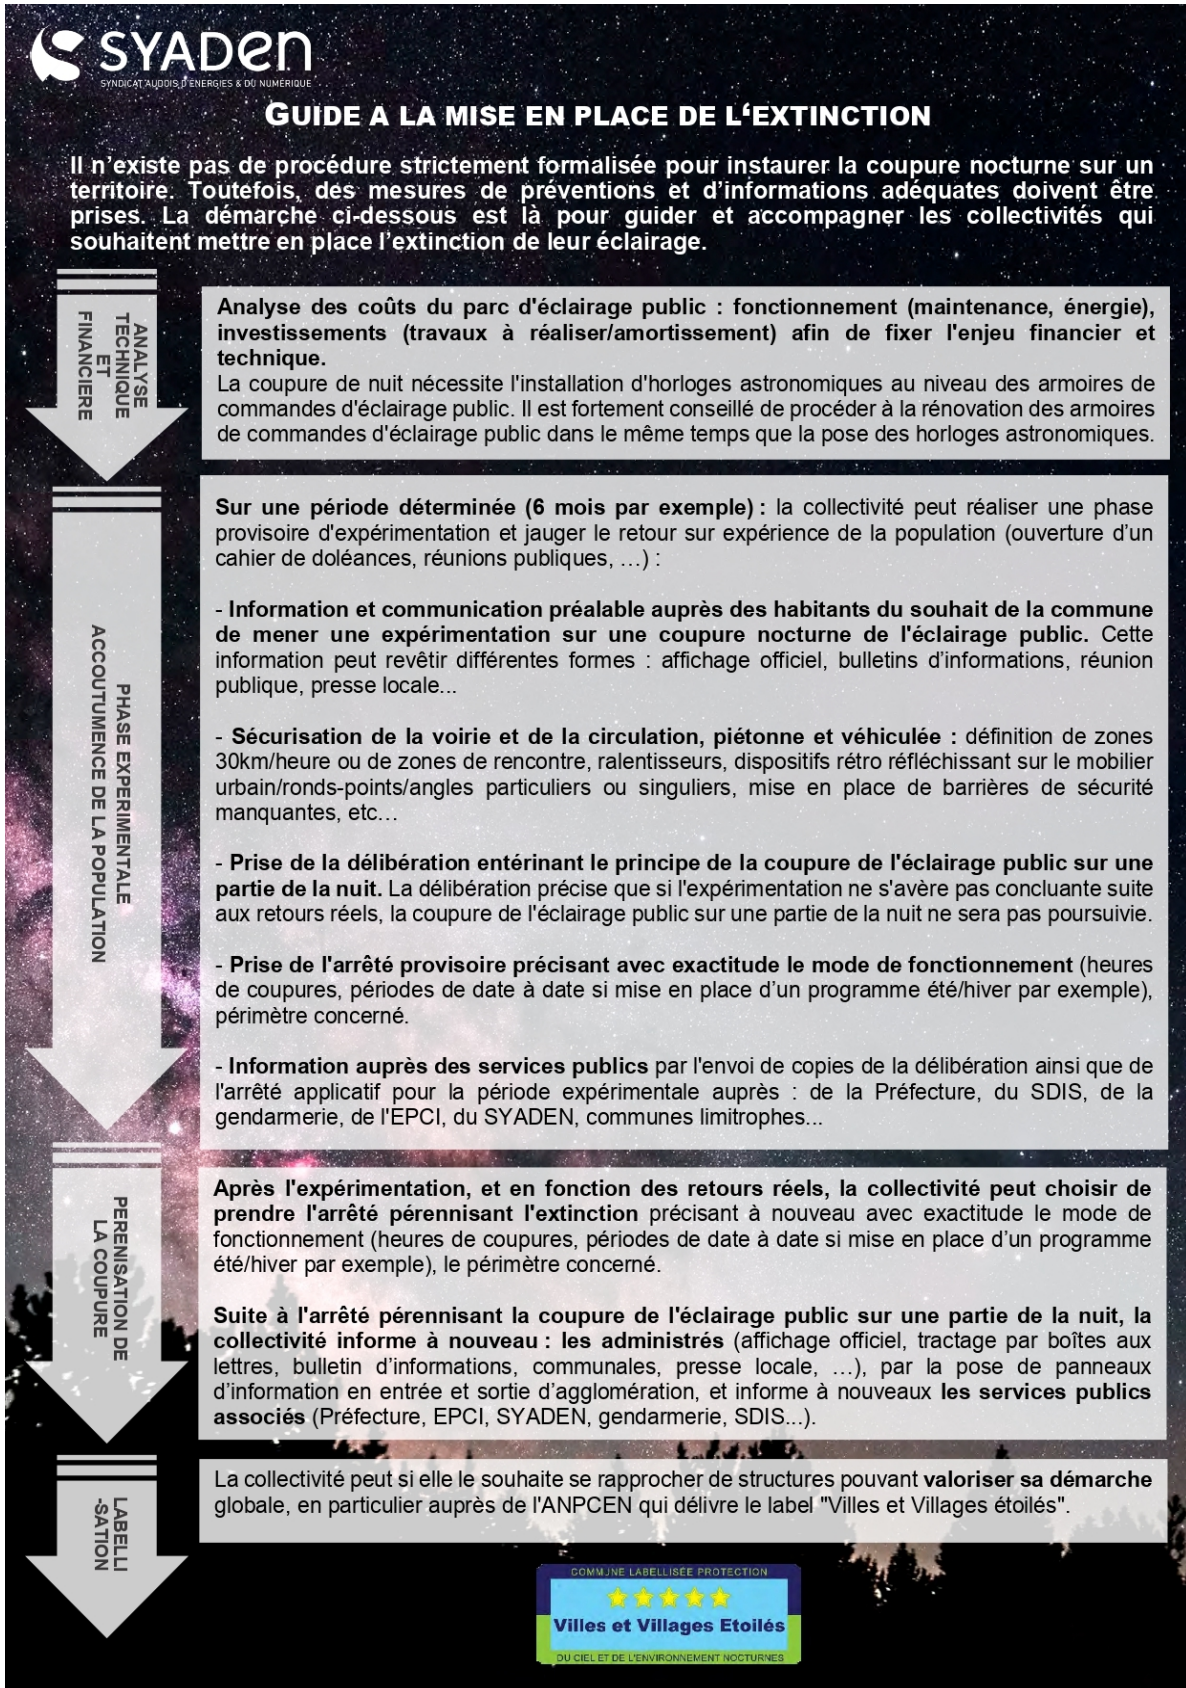 SYADEN
SYNDICAT AUDOIS D'ENERGIES & DU NUMÉRIQUE
GUIDE A LA MISE EN PLACE DE L‘EXTINCTION
Il n’existe pas de procédure strictement formalisée pour instaurer la coupure nocturne sur un
territoire. Toutefois, des mesures de préventions et d’informations adéquates doivent être
prises. La démarche ci-dessous est là pour guider et accompagner les collectivités qui
souhaitent mettre en place l’extinction de leur éclairage.
ANALYSE
TECHNIQUE
ET
FINANCIERE
Analyse des coûts du parc d'éclairage public : fonctionnement (maintenance, énergie),
investissements (travaux à réaliser/amortissement) afin de fixer l'enjeu financier et
technique.
La coupure de nuit nécessite l'installation d'horloges astronomiques au niveau des armoires de
commandes d'éclairage public. Il est fortement conseillé de procéder à la rénovation des armoires
de commandes d'éclairage public dans le même temps que la pose des horloges astronomiques.
PHASE EXPERIMENTALE
ACCOUTUMENCE DE LA POPULATION
Sur une période déterminée (6 mois par exemple) : la collectivité peut réaliser une phase
provisoire d'expérimentation et jauger le retour sur expérience de la population (ouverture d’un
cahier de doléances, réunions publiques, …) :
- Information et communication préalable auprès des habitants du souhait de la commune
de mener une expérimentation sur une coupure nocturne de l'éclairage public. Cette
information peut revêtir différentes formes : affichage officiel, bulletins d’informations, réunion
publique, presse locale...
- Sécurisation de la voirie et de la circulation, piétonne et véhiculée : définition de zones
30km/heure ou de zones de rencontre, ralentisseurs, dispositifs rétro réfléchissant sur le mobilier
urbain/ronds-points/angles particuliers ou singuliers, mise en place de barrières de sécurité
manquantes, etc…
- Prise de la délibération entérinant le principe de la coupure de l'éclairage public sur une
partie de la nuit. La délibération précise que si l'expérimentation ne s'avère pas concluante suite
aux retours réels, la coupure de l'éclairage public sur une partie de la nuit ne sera pas poursuivie.
- Prise de l'arrêté provisoire précisant avec exactitude le mode de fonctionnement (heures
de coupures, périodes de date à date si mise en place d’un programme été/hiver par exemple),
périmètre concerné.
- Information auprès des services publics par l'envoi de copies de la délibération ainsi que de
l'arrêté applicatif pour la période expérimentale auprès : de la Préfecture, du SDIS, de la
gendarmerie, de l'EPCI, du SYADEN, communes limitrophes...
PERENISATION DE
LA COUPURE
Après l'expérimentation, et en fonction des retours réels, la collectivité peut choisir de
prendre l'arrêté pérennisant l'extinction précisant à nouveau avec exactitude le mode de
fonctionnement (heures de coupures, périodes de date à date si mise en place d’un programme
été/hiver par exemple), le périmètre concerné.
Suite à l'arrêté pérennisant la coupure de l'éclairage public sur une partie de la nuit, la
collectivité informe à nouveau : les administrés (affichage officiel, tractage par boîtes aux
lettres, bulletin d’informations, communales, presse locale, …), par la pose de panneaux
d’information en entrée et sortie d’agglomération, et informe à nouveaux les services publics
associés (Préfecture, EPCI, SYADEN, gendarmerie, SDIS...).
LABELLI
-SATION
La collectivité peut si elle le souhaite se rapprocher de structures pouvant valoriser sa démarche
globale, en particulier auprès de l'ANPCEN qui délivre le label "Villes et Villages étoilés".
COMMUNE LABELLISÉE PROTECTION
Villes et Villages Etoilés
DU CIEL ET DE L'ENVIRONNEMENT NOCTURNES